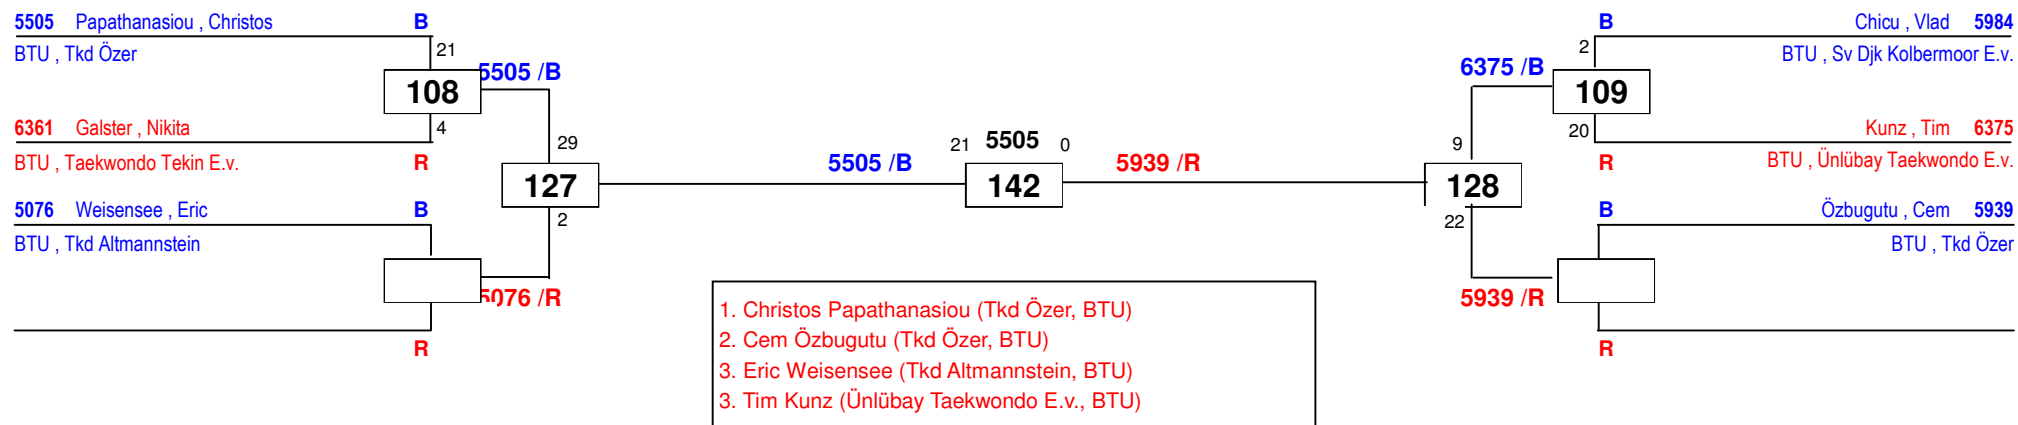 5505 Papathanasiou , Christos B
BTU , Tkd Özer
21
5505 /B
108
4
6361 Galster , Nikita
BTU , Taekwondo Tekin E.v. R
29
127
2
5076 Weisensee , Eric B
BTU , Tkd Altmannstein
5076 /R
R
5505 /B
21 5505 0
142
5939 /R
B Chicu , Vlad 5984
BTU , Sv Djk Kolbermoor E.v.
2
6375 /B
109
20
Kunz , Tim 6375
R BTU , Ünlübay Taekwondo E.v.
9
128
22
B Özbugutu , Cem 5939
BTU , Tkd Özer
5939 /R
R
1. Christos Papathanasiou (Tkd Özer, BTU)
2. Cem Özbugutu (Tkd Özer, BTU)
3. Eric Weisensee (Tkd Altmannstein, BTU)
3. Tim Kunz (Ünlübay Taekwondo E.v., BTU)